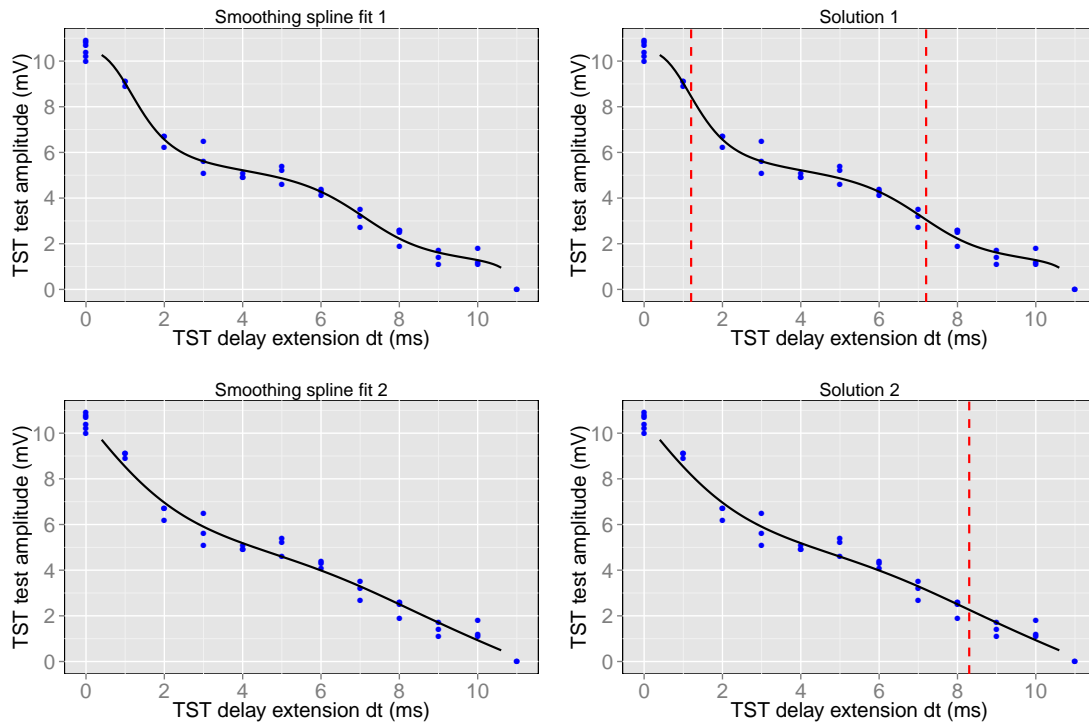 Smoothing spline fit 1
TST test amplitude (mV)
10
8
6
4
2
0
0 2 4 6 8 10
TST delay extension dt (ms)
Solution 1
TST test amplitude (mV)
10
8
6
4
2
0
0 2 4 6 8 10
TST delay extension dt (ms)
Smoothing spline fit 2
TST test amplitude (mV)
10
8
6
4
2
0
0 2 4 6 8 10
TST delay extension dt (ms)
Solution 2
TST test amplitude (mV)
10
8
6
4
2
0
0 2 4 6 8 10
TST delay extension dt (ms)